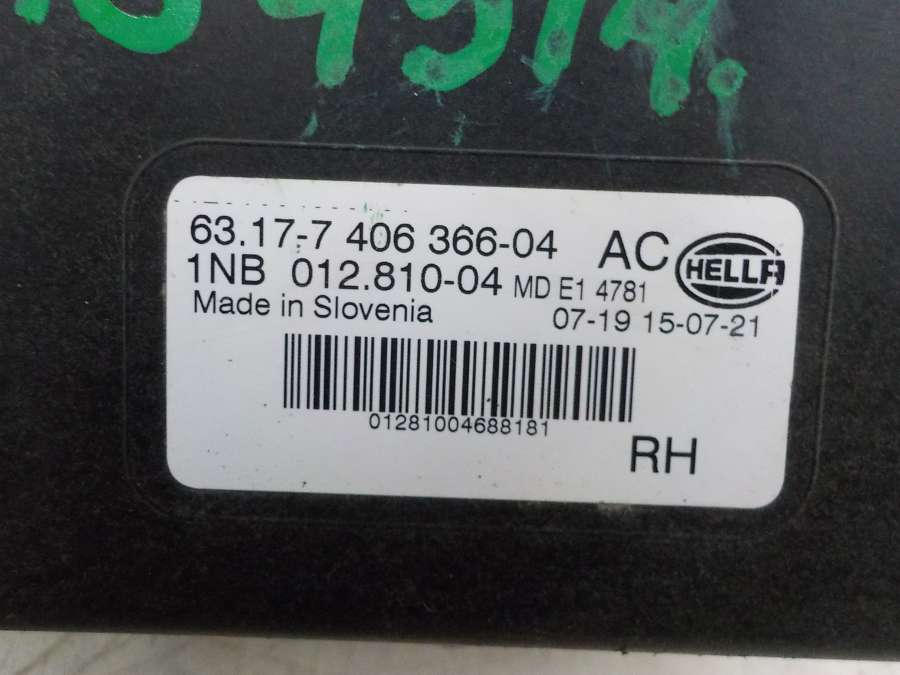 63.17-7 406 366-04 AC HELLA
1NB 012.810-04 MD E1 4781
Made in Slovenia 07-19 15-07-21
01281004688181
RH